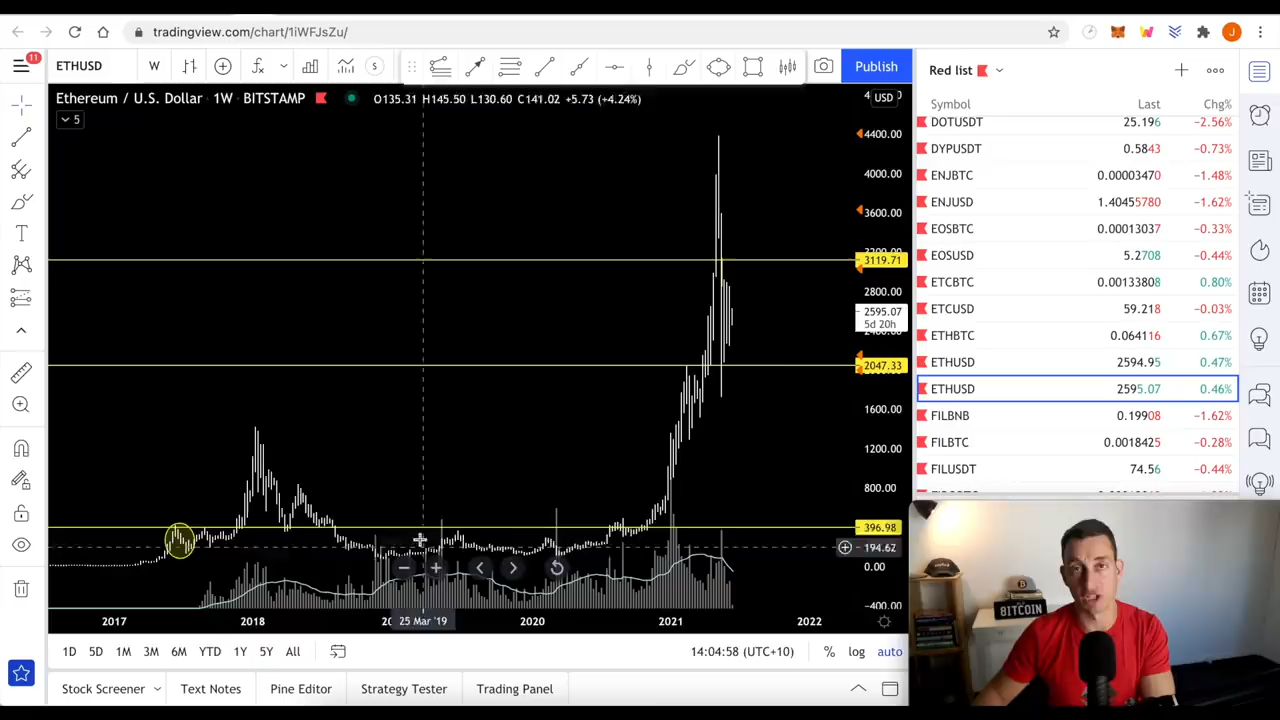 tradingview.com/chart/1iWFJsZu/
J
11
ETHUSD
W
S
Publish
Red list
Ethereum / U.S. Dollar 1W BITSTAMP O135.31 H145.50 L130.60 C141.02 +5.73 (+4.24%)
USD
5
Symbol Last Chg%
DOTUSDT 25.196 −2.56%
DYPUSDT 0.5843 −0.73%
ENJBTC 0.00003470 −1.48%
ENJUSD 1.40455780 −1.62%
EOSBTC 0.00013037 −0.33%
EOSUSD 5.2708 −0.44%
ETCBTC 0.00133808 0.80%
ETCUSD 59.218 −0.03%
ETHBTC 0.064116 0.67%
ETHUSD 2594.95 0.47%
ETHUSD 2595.07 0.46%
FILBNB 0.19908 −1.62%
FILBTC 0.0018425 −0.28%
FILUSDT 74.56 −0.44%
4400.00
4000.00
3600.00
3119.71
2800.00
2595.07
5d 20h
2047.33
1600.00
1200.00
800.00
396.98
194.62
0.00
−400.00
2017
2018
25 Mar '19
2020
2021
2022
1D 5D 1M 3M 6M YTD 1Y 5Y All
14:04:58 (UTC+10)
% log auto
Stock Screener
Text Notes
Pine Editor
Strategy Tester
Trading Panel
BITCOIN